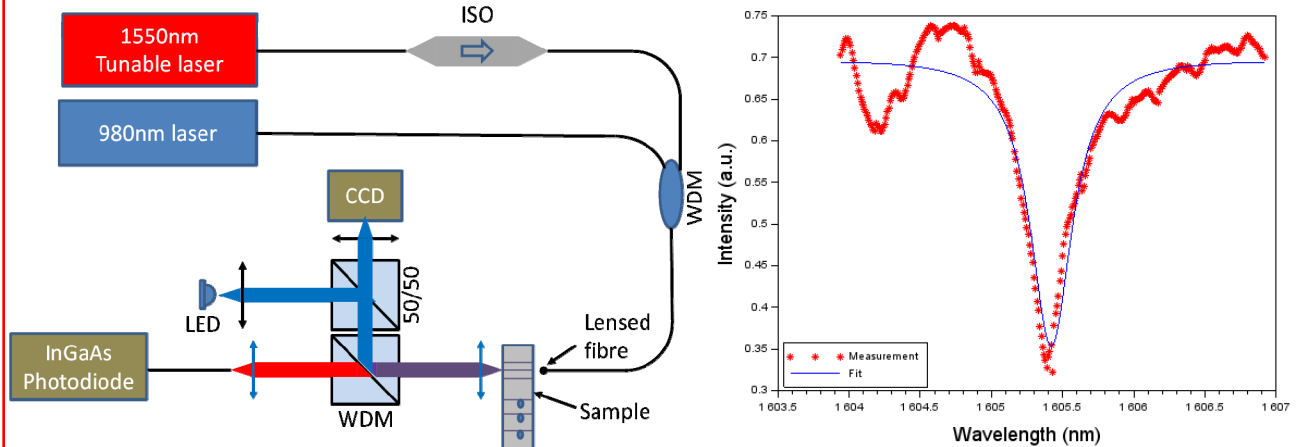 1550nm
Tunable laser
ISO
980nm laser
WDM
CCD
50/50
LED
InGaAs
Photodiode
WDM
Lensed
fibre
Sample
Intensity (a.u.)
0.75
0.7
0.65
0.6
0.55
0.5
0.45
0.4
0.35
0.3
Measurement
Fit
1 603.5
1 604
1 604.5
1 605
1 605.5
1 606
1 606.5
1 607
Wavelength (nm)